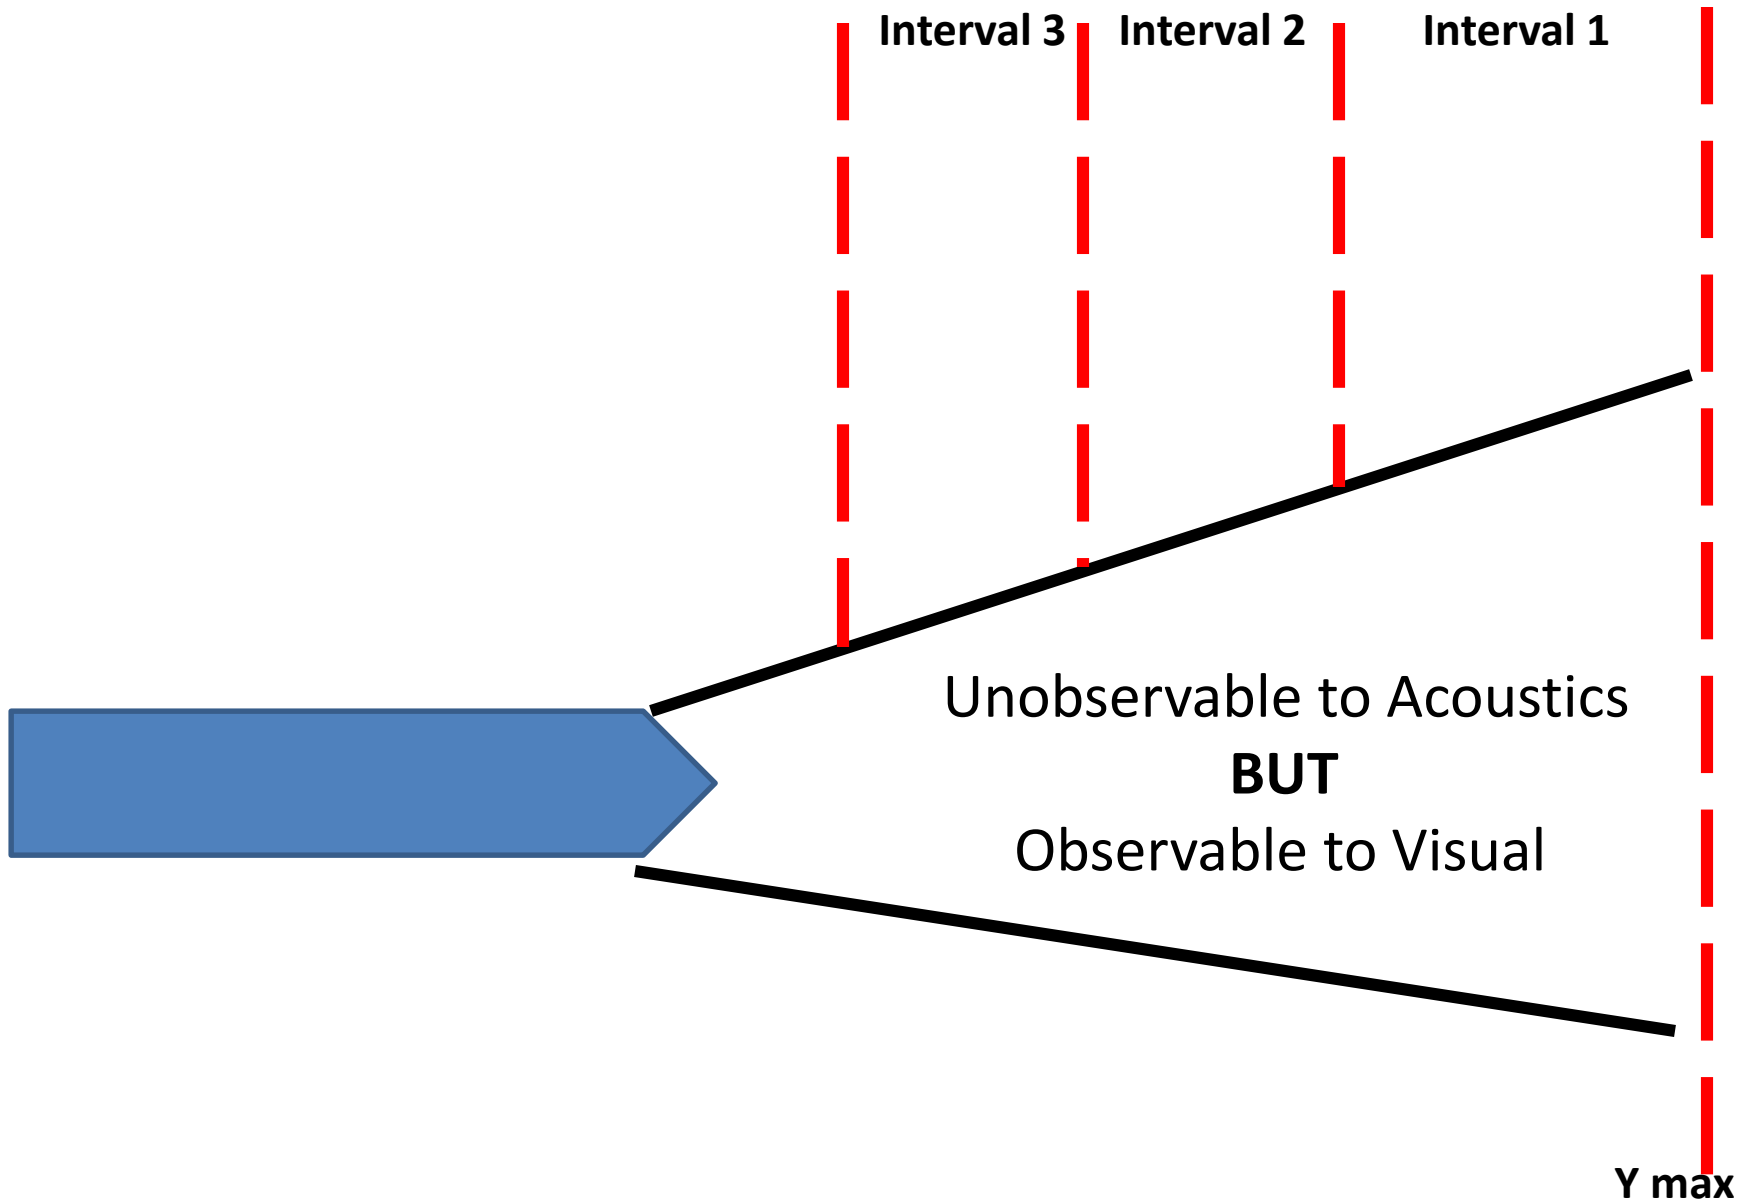 Interval 3
Interval 2
Interval 1
Unobservable to Acoustics
BUT
Observable to Visual
Y max